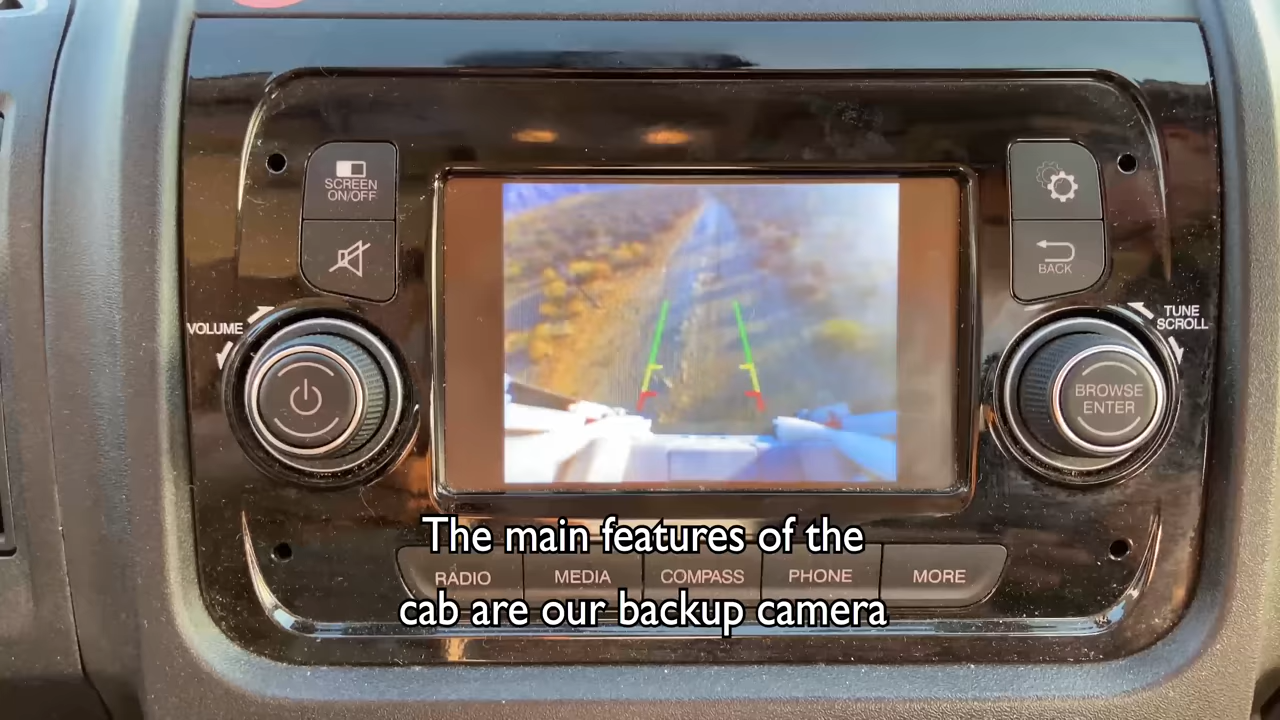 SCREEN
ON/OFF
BACK
VOLUME
TUNE
SCROLL
BROWSE
ENTER
RADIO
MEDIA
COMPASS
PHONE
MORE
The main features of the
cab are our backup camera